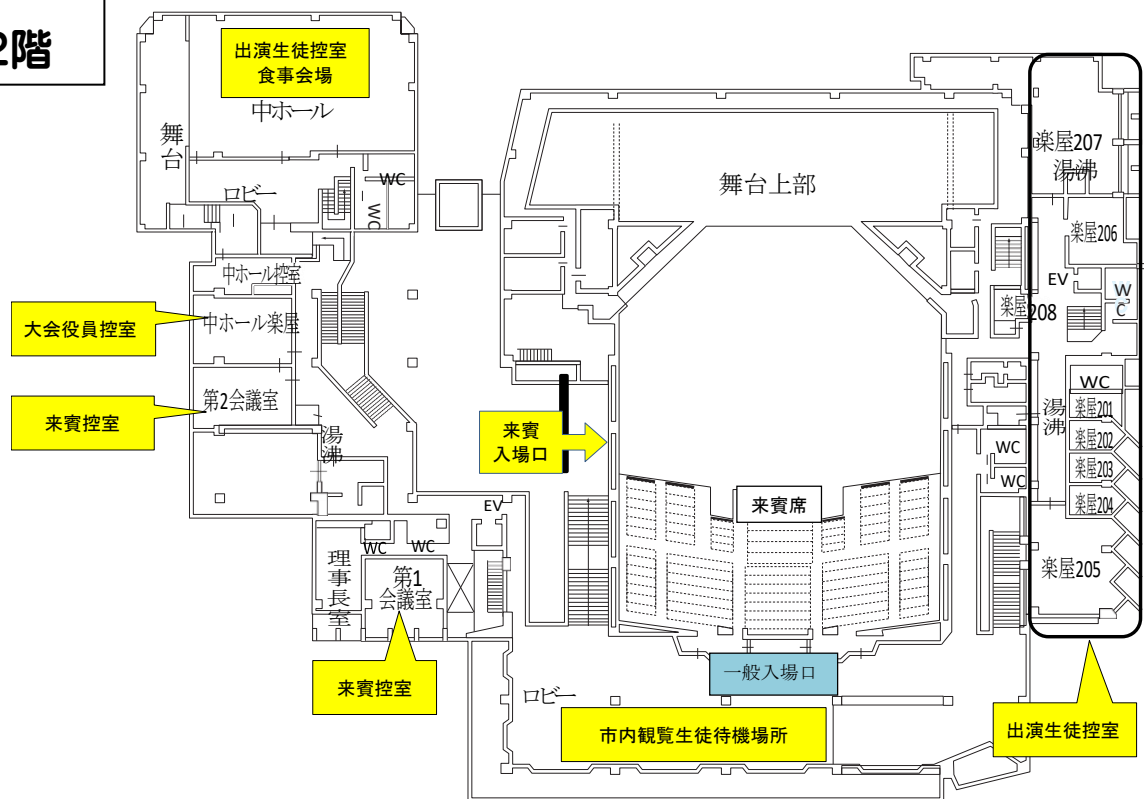 2階
出演生徒控室
食事会場
中ホール
舞台
ロビー
WC
WC
舞台上部
楽屋207
湯沸
楽屋206
EV
WC
楽屋208
中ホール控室
大会役員控室
中ホール楽屋
来賓控室
第2会議室
湯沸
来賓
入場口
WC
湯沸
楽屋201
楽屋202
楽屋203
楽屋204
楽屋205
WC
WC
来賓席
EV
WC
WC
理事長室
第1
会議室
来賓控室
一般入場口
ロビー
市内観覧生徒待機場所
出演生徒控室